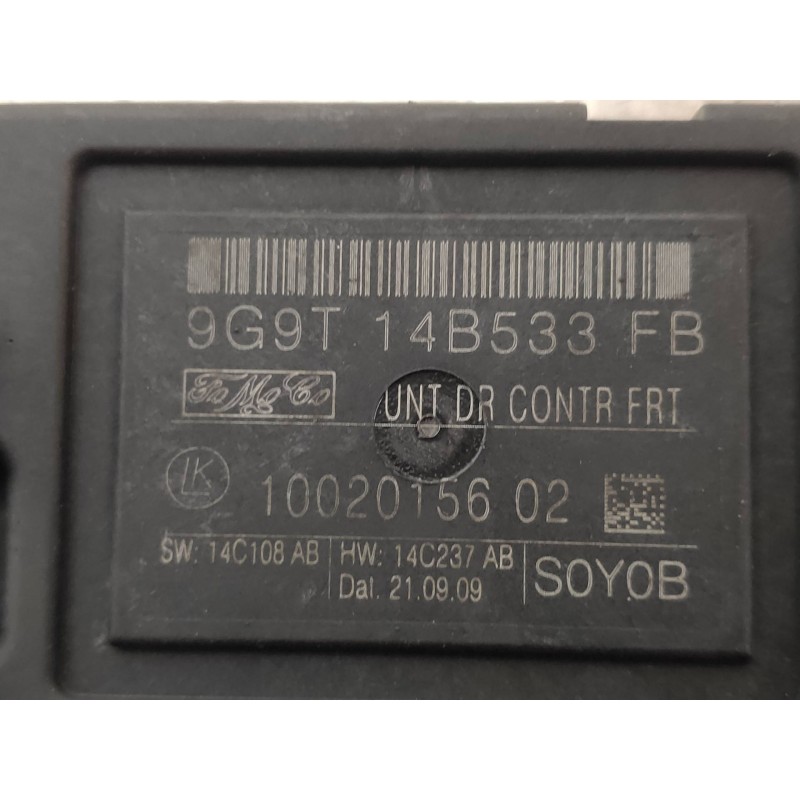 9G9T 14B533 FB
FoMoCo UNT DR CONTR FRT
LK 10020156 02
SW: 14C108 AB HW: 14C237 AB
Dat. 21.09.09 SOYOB